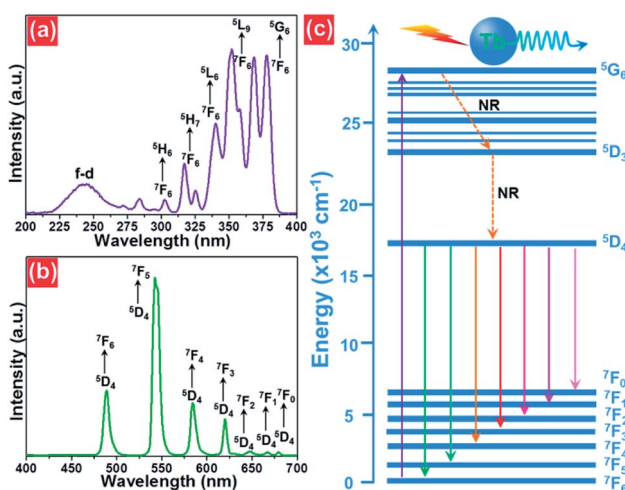 (a)
Intensity (a.u.)
f-d
⁵H₆
⁷F₆
⁵H₇
⁷F₆
⁵L₆
⁷F₆
⁵L₉
⁷F₆
⁵G₆
⁷F₆
200 225 250 275 300 325 350 375 400
Wavelength (nm)
(b)
Intensity (a.u.)
⁷F₆
⁵D₄
⁷F₅
⁵D₄
⁷F₄
⁵D₄
⁷F₃
⁵D₄
⁷F₂
⁵D₄
⁷F₁
⁵D₄
⁷F₀
⁵D₄
400 450 500 550 600 650 700
Wavelength (nm)
(c)
Tb
Energy (x10³ cm⁻¹)
30
25
20
15
10
5
0
NR
NR
⁵G₆
⁵D₃
⁵D₄
⁷F₀
⁷F₁
⁷F₂
⁷F₃
⁷F₄
⁷F₅
⁷F₆